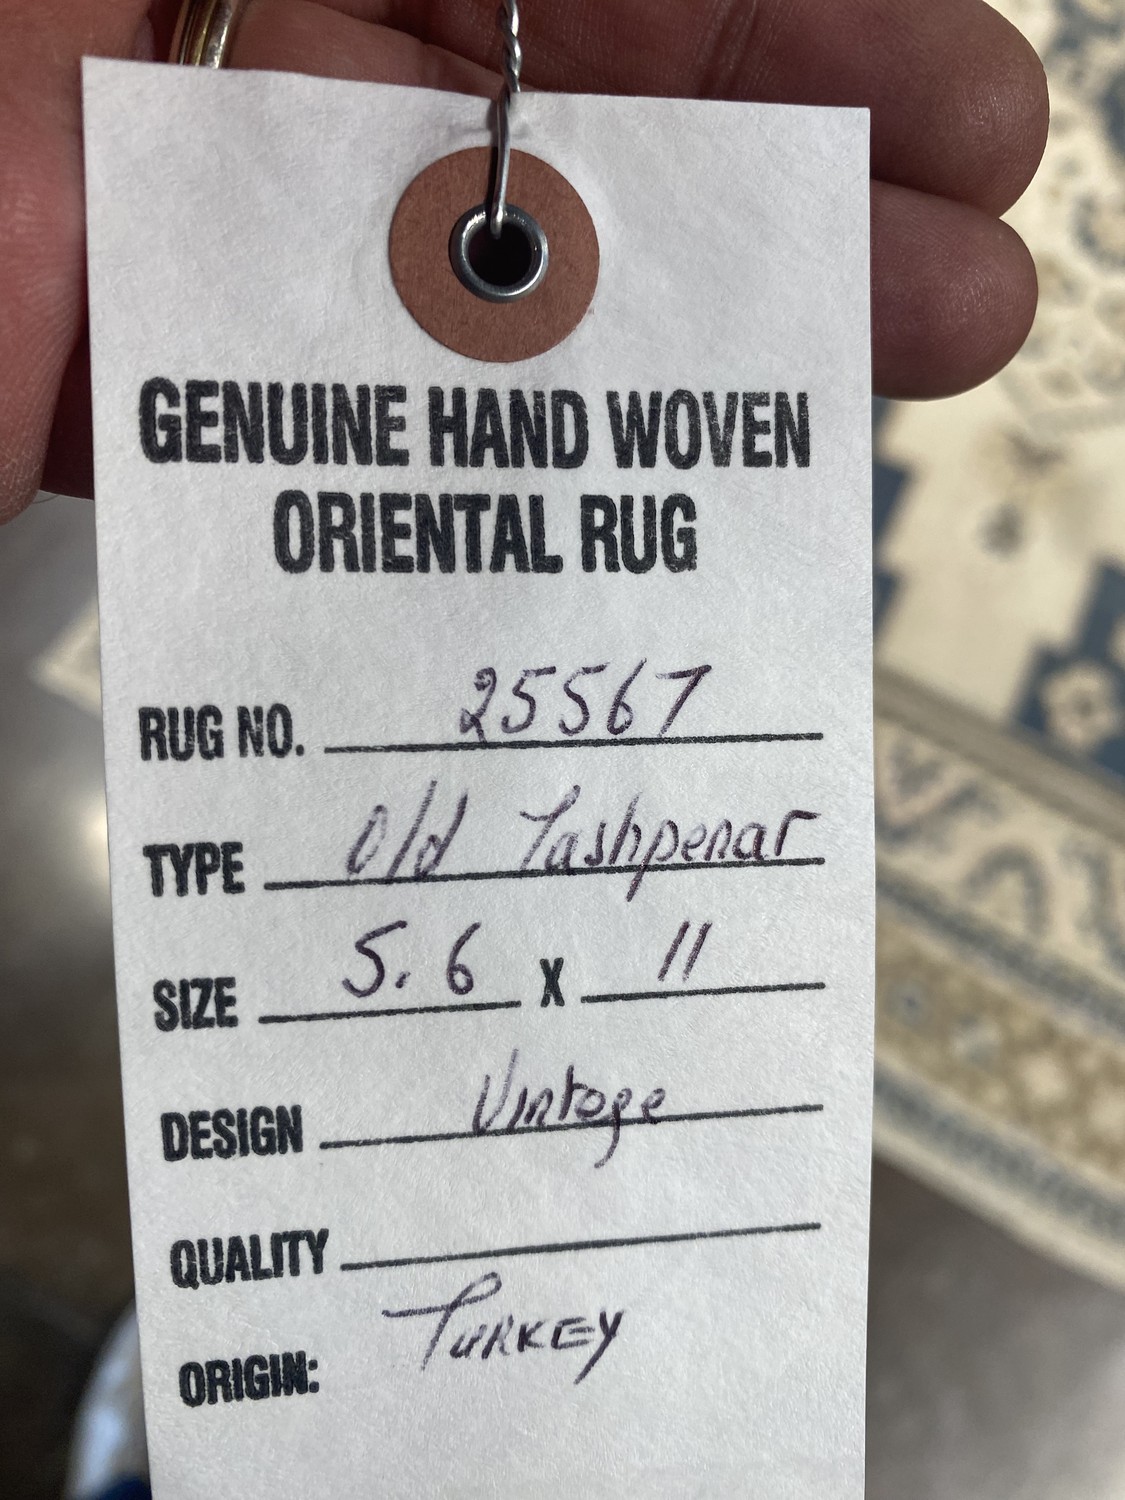 GENUINE HAND WOVEN
ORIENTAL RUG
RUG NO. 25567
TYPE Old Tashpenar
SIZE 5.6 X 11
DESIGN Vintage
QUALITY
ORIGIN: TURKEY